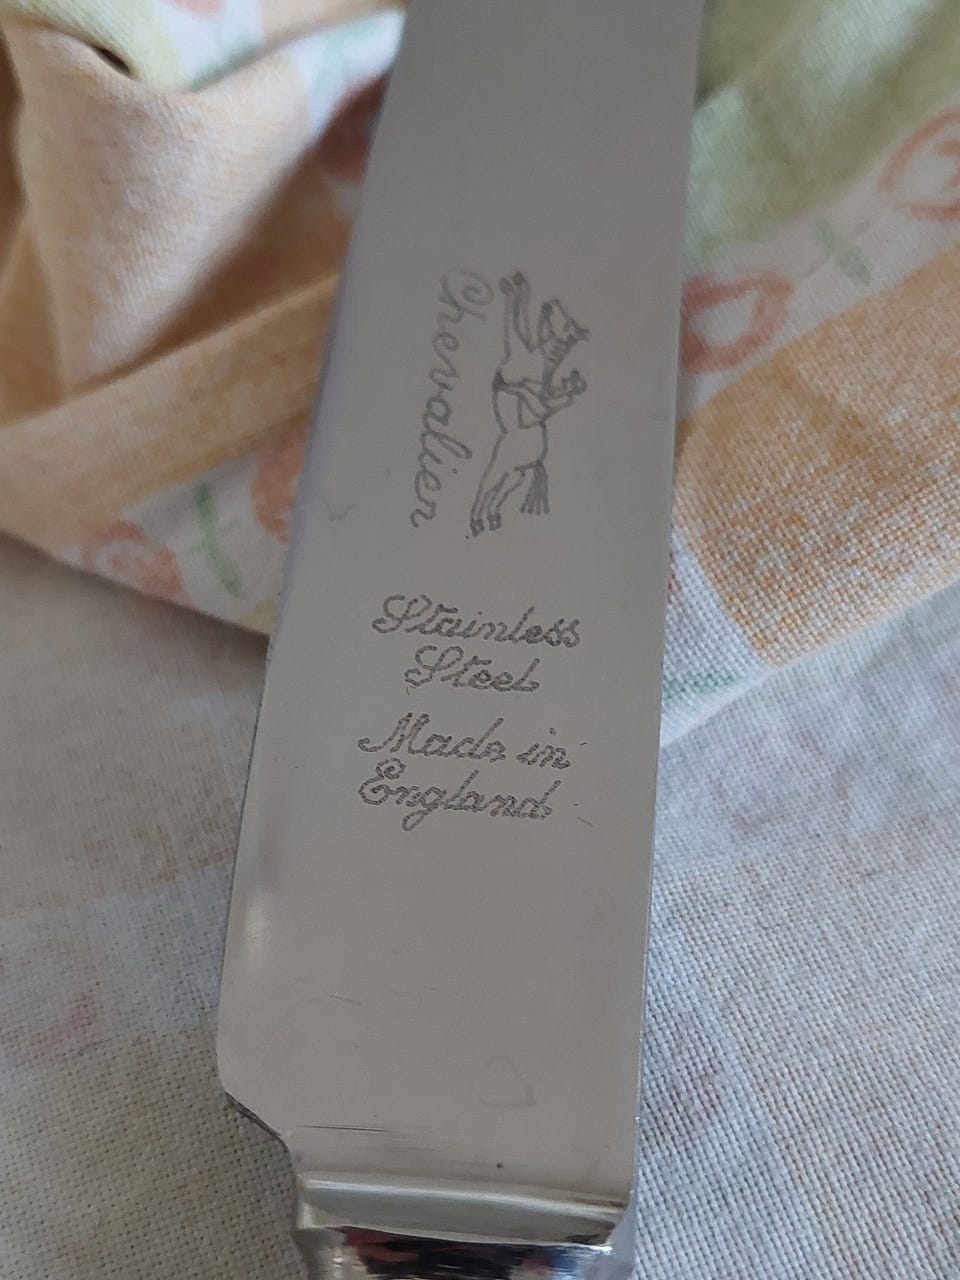 Chevalier
Stainless
Steel
Made in
England